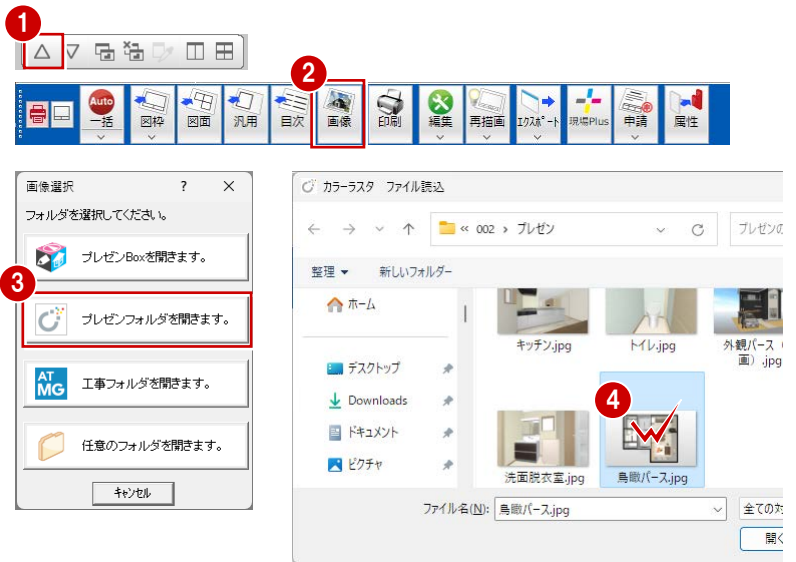 1
2
Auto
一括
図枠
図面
汎用
目次
画像
印刷
編集
再描画
エクスポート
現場Plus
申請
属性
画像選択 ? ×
フォルダを選択してください。
プレゼンBoxを開きます。
3
プレゼンフォルダを開きます。
AT
MG
工事フォルダを開きます。
任意のフォルダを開きます。
キャンセル
カラーラスタ ファイル読込
« 002 › プレゼン
プレゼンの
整理 新しいフォルダー
ホーム
デスクトップ
Downloads
ドキュメント
ピクチャ
キッチン.jpg
トイレ.jpg
外観パース（
画）.jpg
4
洗面脱衣室.jpg
鳥瞰パース.jpg
ファイル名(N): 鳥瞰パース.jpg
全ての対
開く